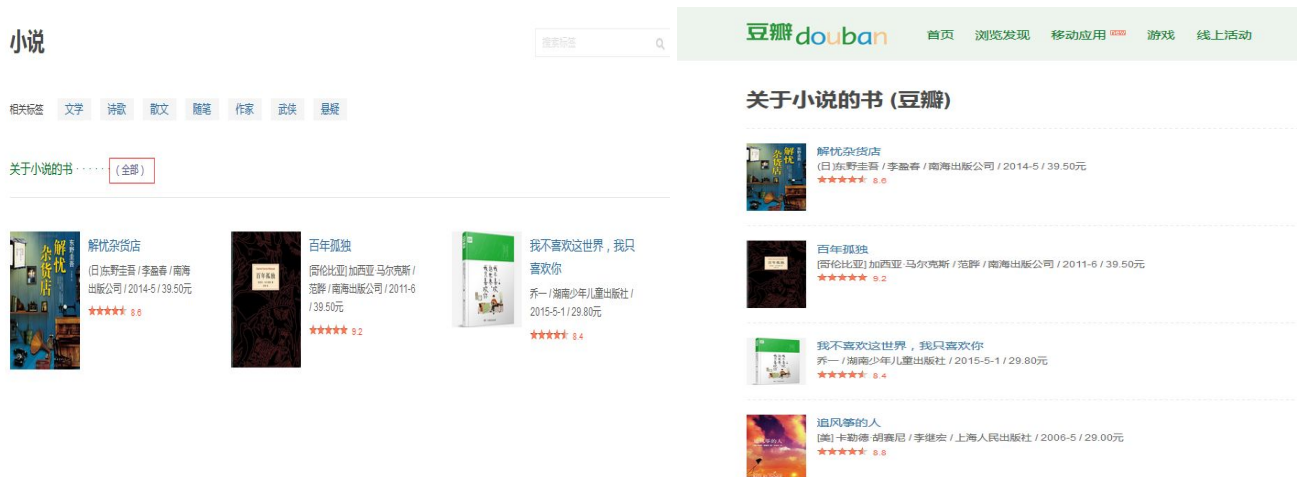 小说
搜索标签
相关标签 文学 诗歌 散文 随笔 作家 武侠 悬疑
关于小说的书 · · · · · · (全部)
解忧杂货店
(日)东野圭吾 / 李盈春 / 南海
出版公司 / 2014-5 / 39.50元
8.6
百年孤独
[哥伦比亚] 加西亚·马尔克斯 /
范晔 / 南海出版公司 / 2011-6
/ 39.50元
9.2
我不喜欢这世界，我只
喜欢你
乔一 / 湖南少年儿童出版社 /
2015-5-1 / 29.80元
8.4
解忧杂货店
百年孤独
豆瓣douban 首页 浏览发现 移动应用 游戏 线上活动
关于小说的书 (豆瓣)
解忧杂货店
(日)东野圭吾 / 李盈春 / 南海出版公司 / 2014-5 / 39.50元
8.6
百年孤独
[哥伦比亚] 加西亚·马尔克斯 / 范晔 / 南海出版公司 / 2011-6 / 39.50元
9.2
我不喜欢这世界，我只喜欢你
乔一 / 湖南少年儿童出版社 / 2015-5-1 / 29.80元
8.4
追风筝的人
[美] 卡勒德·胡赛尼 / 李继宏 / 上海人民出版社 / 2006-5 / 29.00元
8.8
解忧杂货店